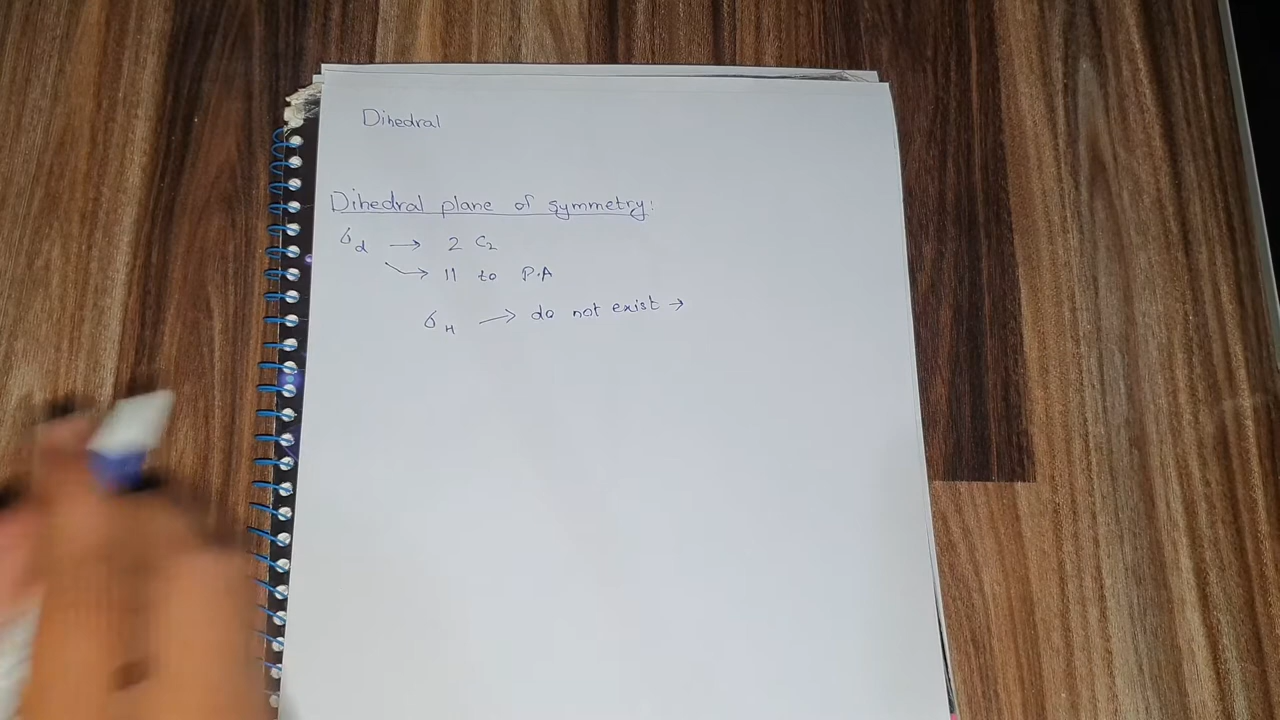 Dihedral
Dihedral plane of symmetry:
σd → 2 C2
→ 11 to P.A
σH → do not exist →